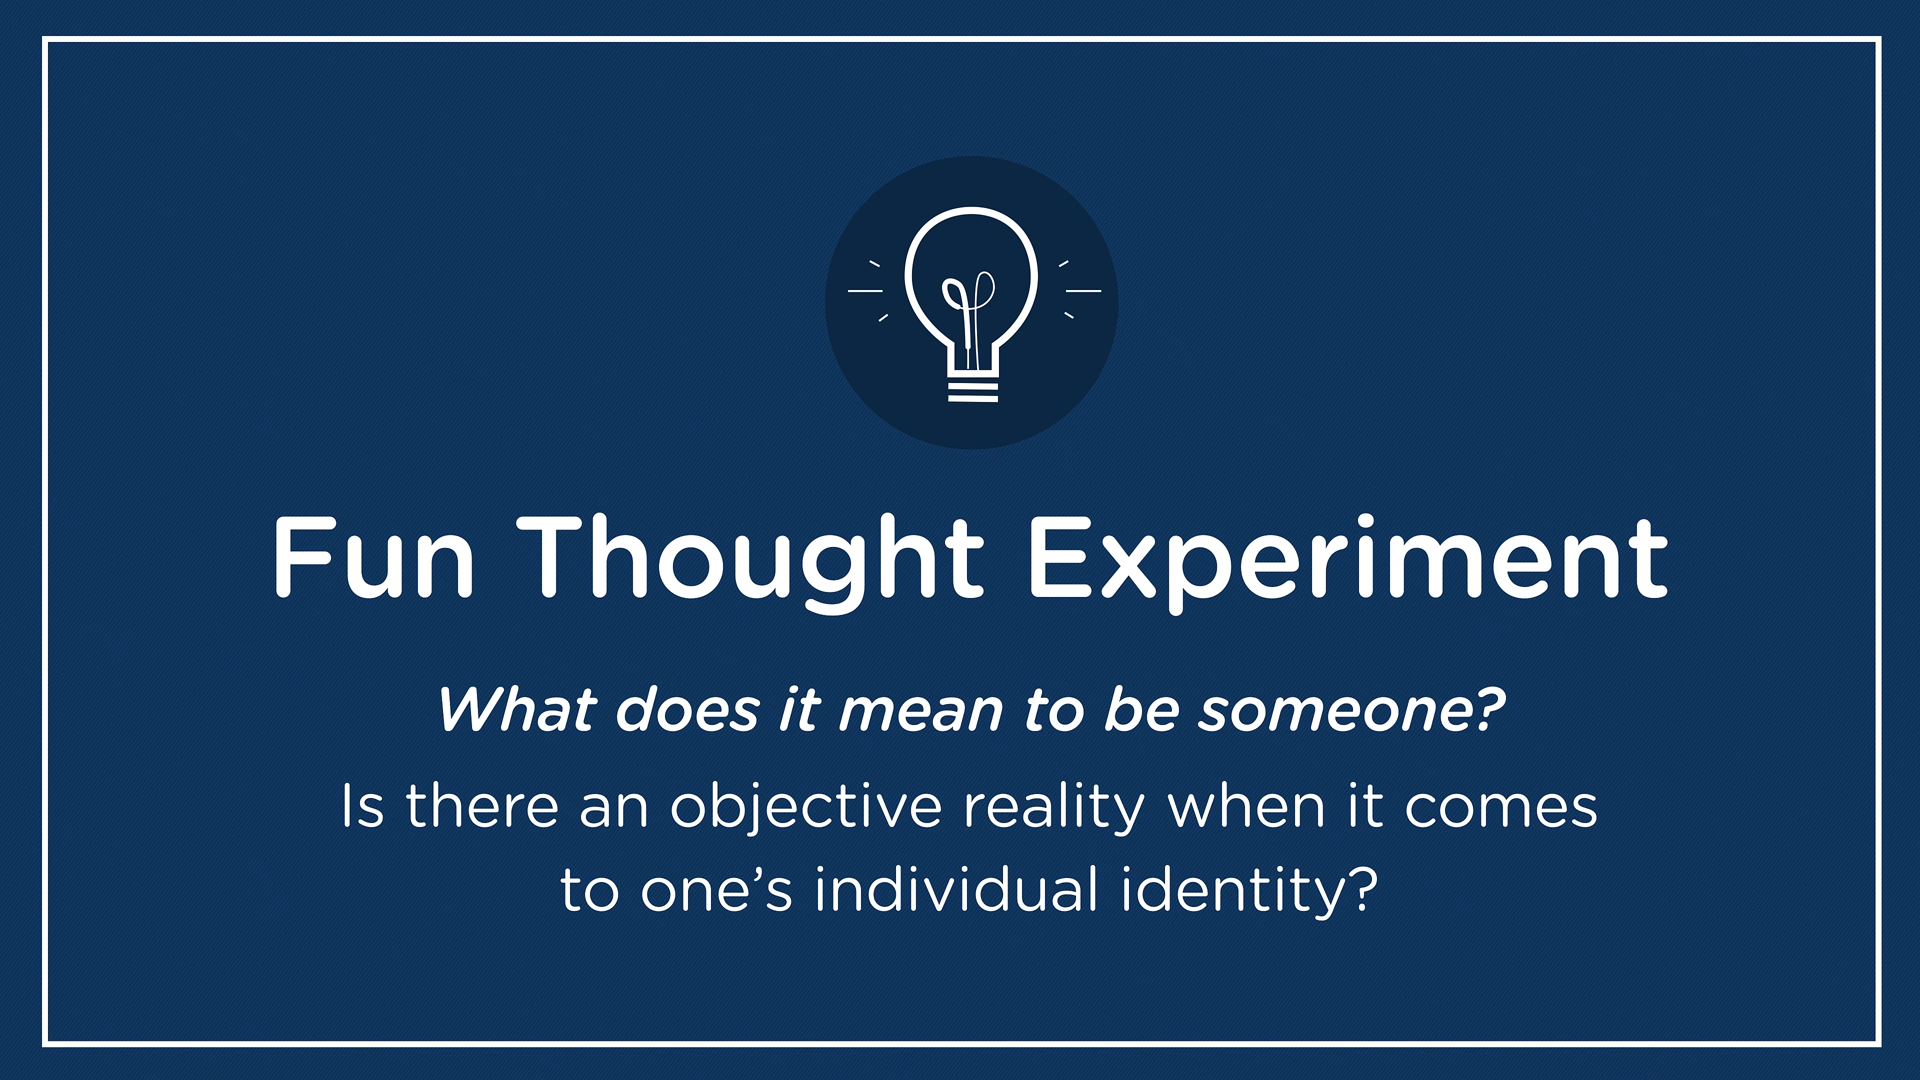 Fun Thought Experiment
What does it mean to be someone?
Is there an objective reality when it comes
to one’s individual identity?